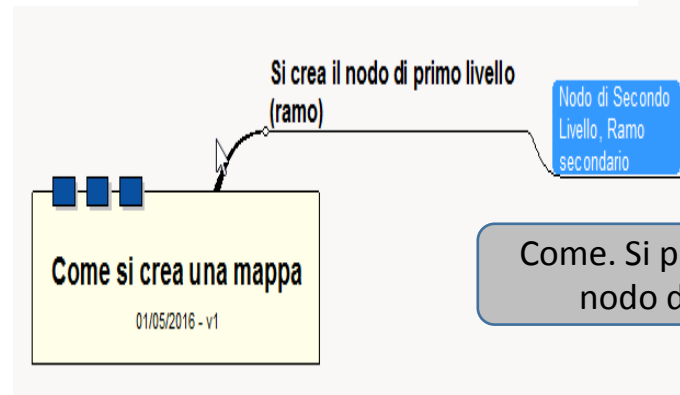 Si crea il nodo di primo livello
(ramo)
Nodo di Secondo
Livello, Ramo
secondario
Come si crea una mappa
01/05/2016 - v1
Come. Si p
nodo d